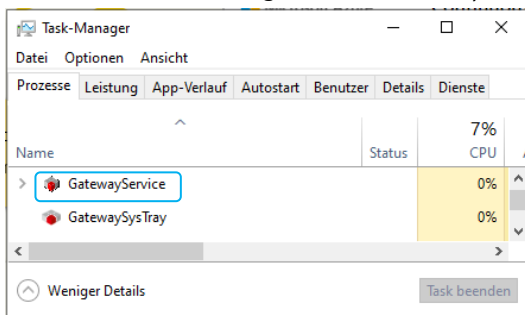 Task-Manager
Datei Optionen Ansicht
Prozesse Leistung App-Verlauf Autostart Benutzer Details Dienste
7%
Name Status CPU
GatewayService 0%
GatewaySysTray 0%
Weniger Details Task beenden